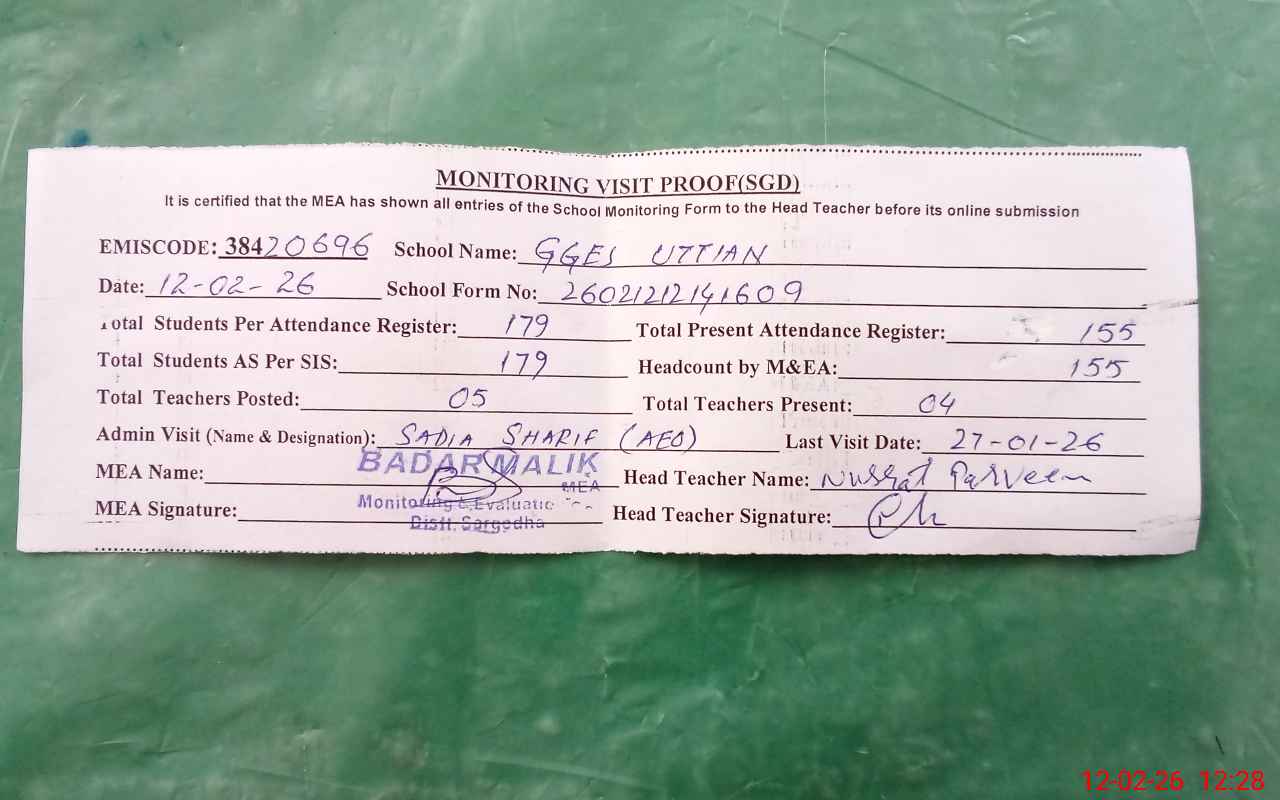 MONITORING VISIT PROOF(SGD)
It is certified that the MEA has shown all entries of the School Monitoring Form to the Head Teacher before its online submission
EMISCODE: 38420696 School Name: GGES UTTIAN
Date: 12-02-26 School Form No: 26021212141609
Total Students Per Attendance Register: 179 Total Present Attendance Register: 155
Total Students AS Per SIS: 179 Headcount by M&EA: 155
Total Teachers Posted: 05 Total Teachers Present: 04
Admin Visit (Name & Designation): SADIA SHARIF (AEO) Last Visit Date: 27-01-26
BADAR MALIK
MEA Name: MEA Head Teacher Name: Nusrat Parveen
Monitoring & Evaluatio
MEA Signature: Head Teacher Signature:
Distt. Sargodha
12-02-26 12:28